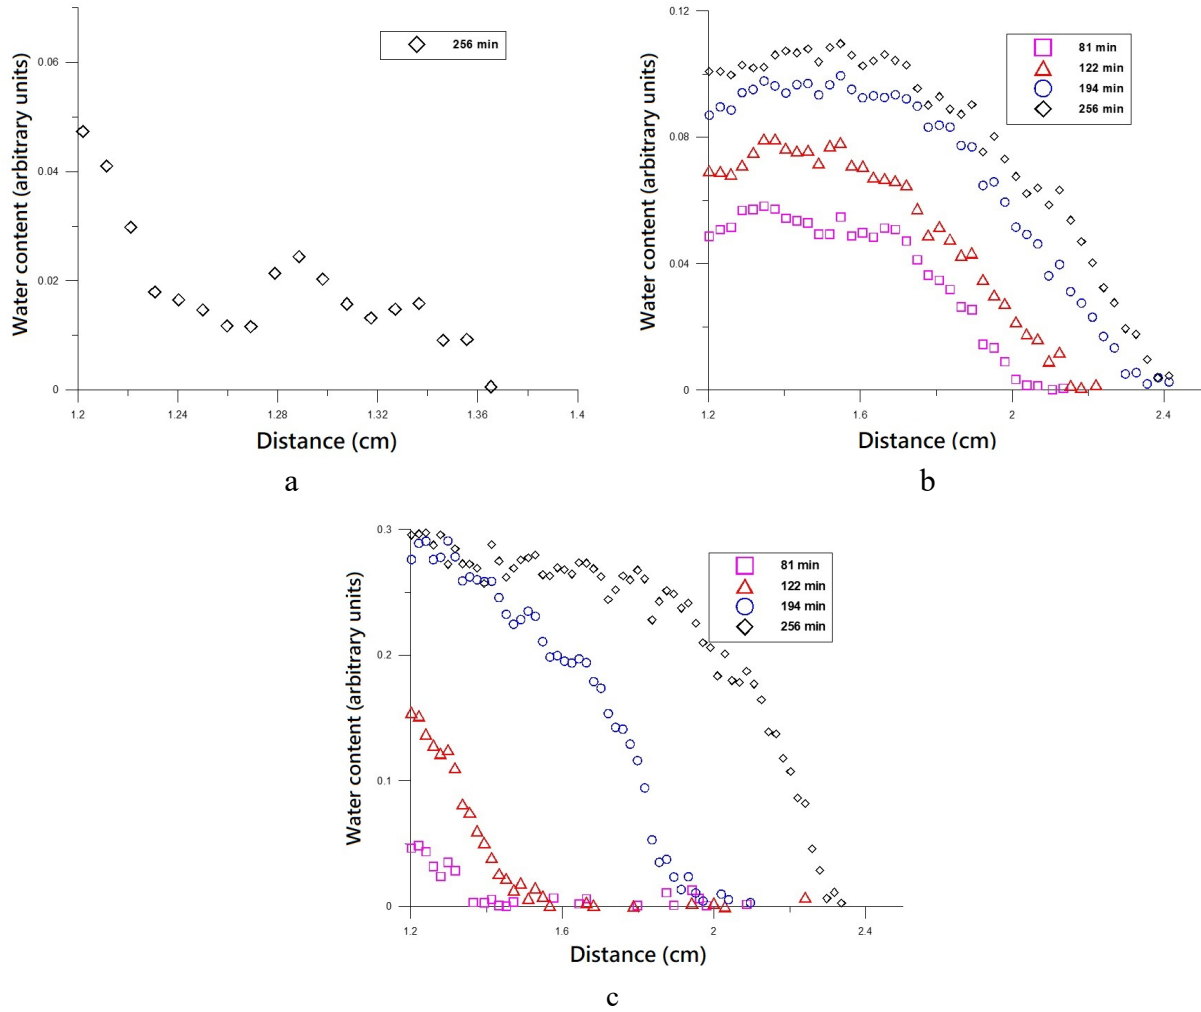 256 min
Water content (arbitrary units)
0.06
0.04
0.02
0
1.2
1.24
1.28
1.32
1.36
1.4
Distance (cm)
a
81 min
122 min
194 min
256 min
Water content (arbitrary units)
0.12
0.08
0.04
0
1.2
1.6
2
2.4
Distance (cm)
b
81 min
122 min
194 min
256 min
Water content (arbitrary units)
0.3
0.2
0.1
0
1.2
1.6
2
2.4
Distance (cm)
c